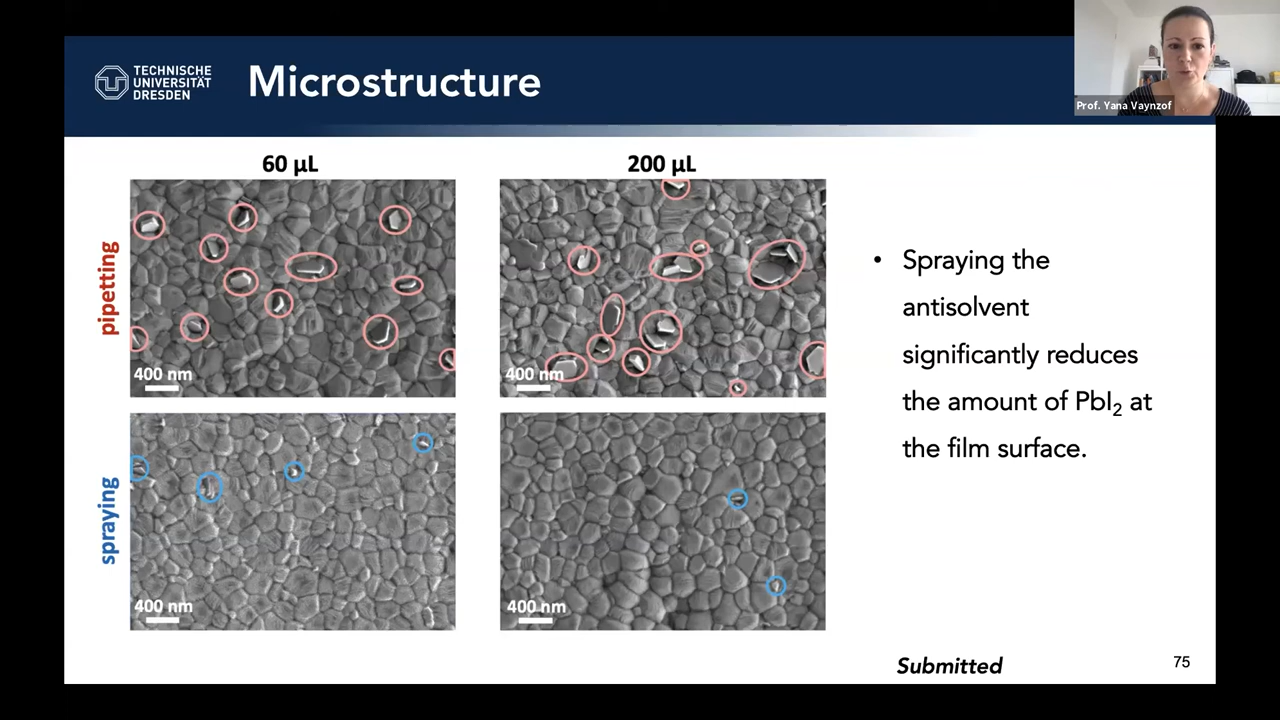 Prof. Yana Vaynzof
TECHNISCHE
UNIVERSITÄT
DRESDEN
Microstructure
60 µL
200 µL
pipetting
400 nm
400 nm
spraying
400 nm
400 nm
• Spraying the
antisolvent
significantly reduces
the amount of PbI₂ at
the film surface.
Submitted
75